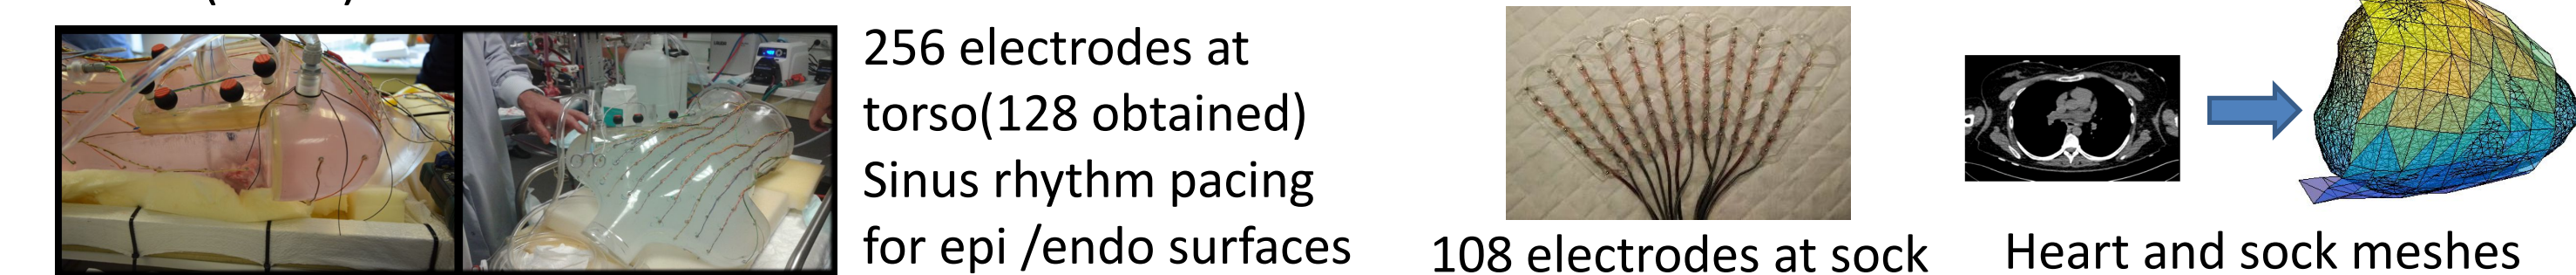 256 electrodes at
torso(128 obtained)
Sinus rhythm pacing
for epi /endo surfaces
108 electrodes at sock
Heart and sock meshes